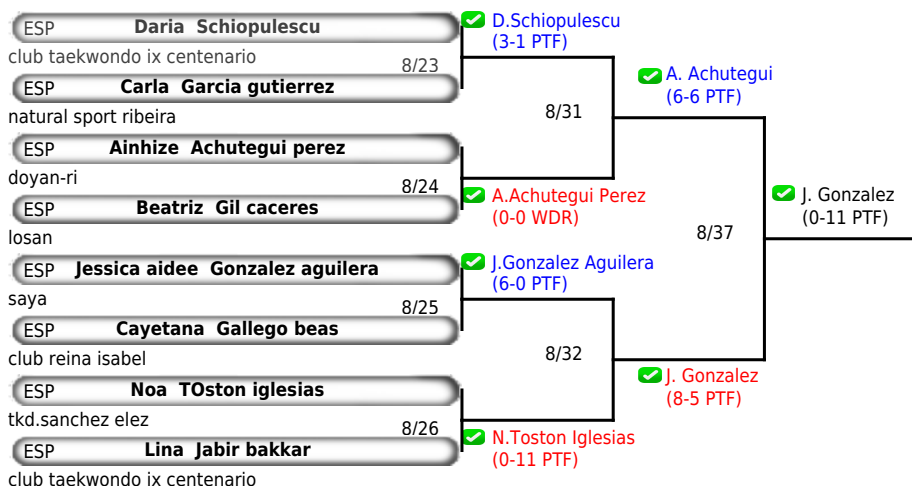 ESP Daria Schiopulescu
club taekwondo ix centenario
8/23
ESP Carla Garcia gutierrez
natural sport ribeira
ESP Ainhize Achutegui perez
doyan-ri
8/24
ESP Beatriz Gil caceres
losan
ESP Jessica aidee Gonzalez aguilera
saya
8/25
ESP Cayetana Gallego beas
club reina isabel
ESP Noa TOston iglesias
tkd.sanchez elez
8/26
ESP Lina Jabir bakkar
club taekwondo ix centenario
D.Schiopulescu
(3-1 PTF)
8/31
A.Achutegui Perez
(0-0 WDR)
J.Gonzalez Aguilera
(6-0 PTF)
8/32
N.Toston Iglesias
(0-11 PTF)
A. Achutegui
(6-6 PTF)
8/37
J. Gonzalez
(8-5 PTF)
J. Gonzalez
(0-11 PTF)